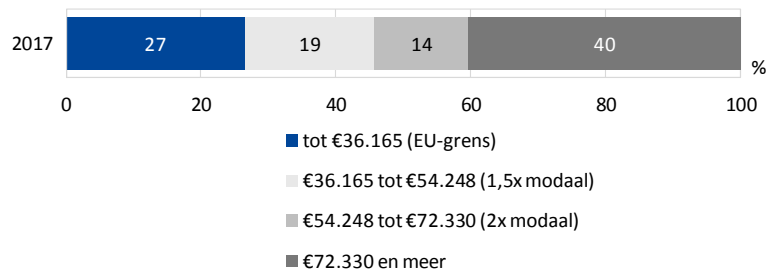 2017 27 19 14 40
%
0 20 40 60 80 100
tot €36.165 (EU-grens)
€36.165 tot €54.248 (1,5x modaal)
€54.248 tot €72.330 (2x modaal)
€72.330 en meer